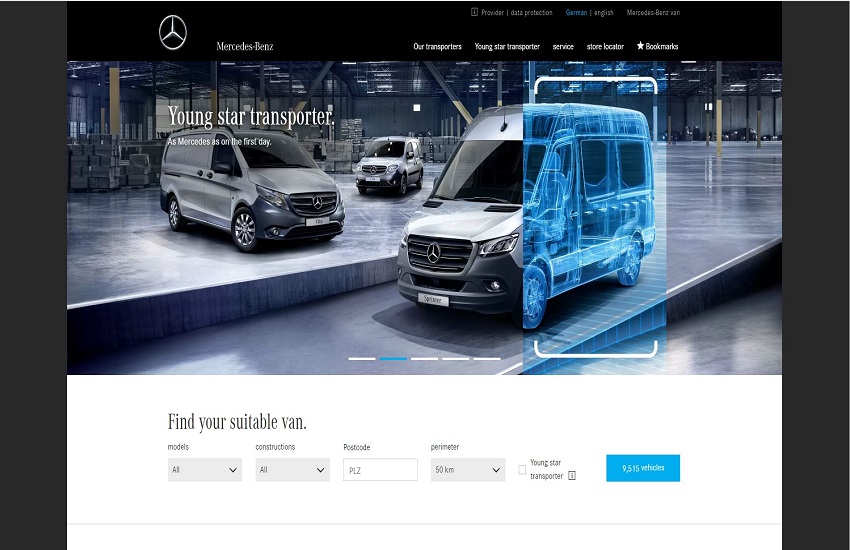 Provider | data protection German | english Mercedes-Benz van
Mercedes-Benz
Our transporters Young star transporter service store locator Bookmarks
Young star transporter.
As Mercedes as on the first day.
Vito
Sprinter
Find your suitable van.
models constructions Postcode perimeter
All All PLZ 50 km
Young star
transporter
9,515 vehicles